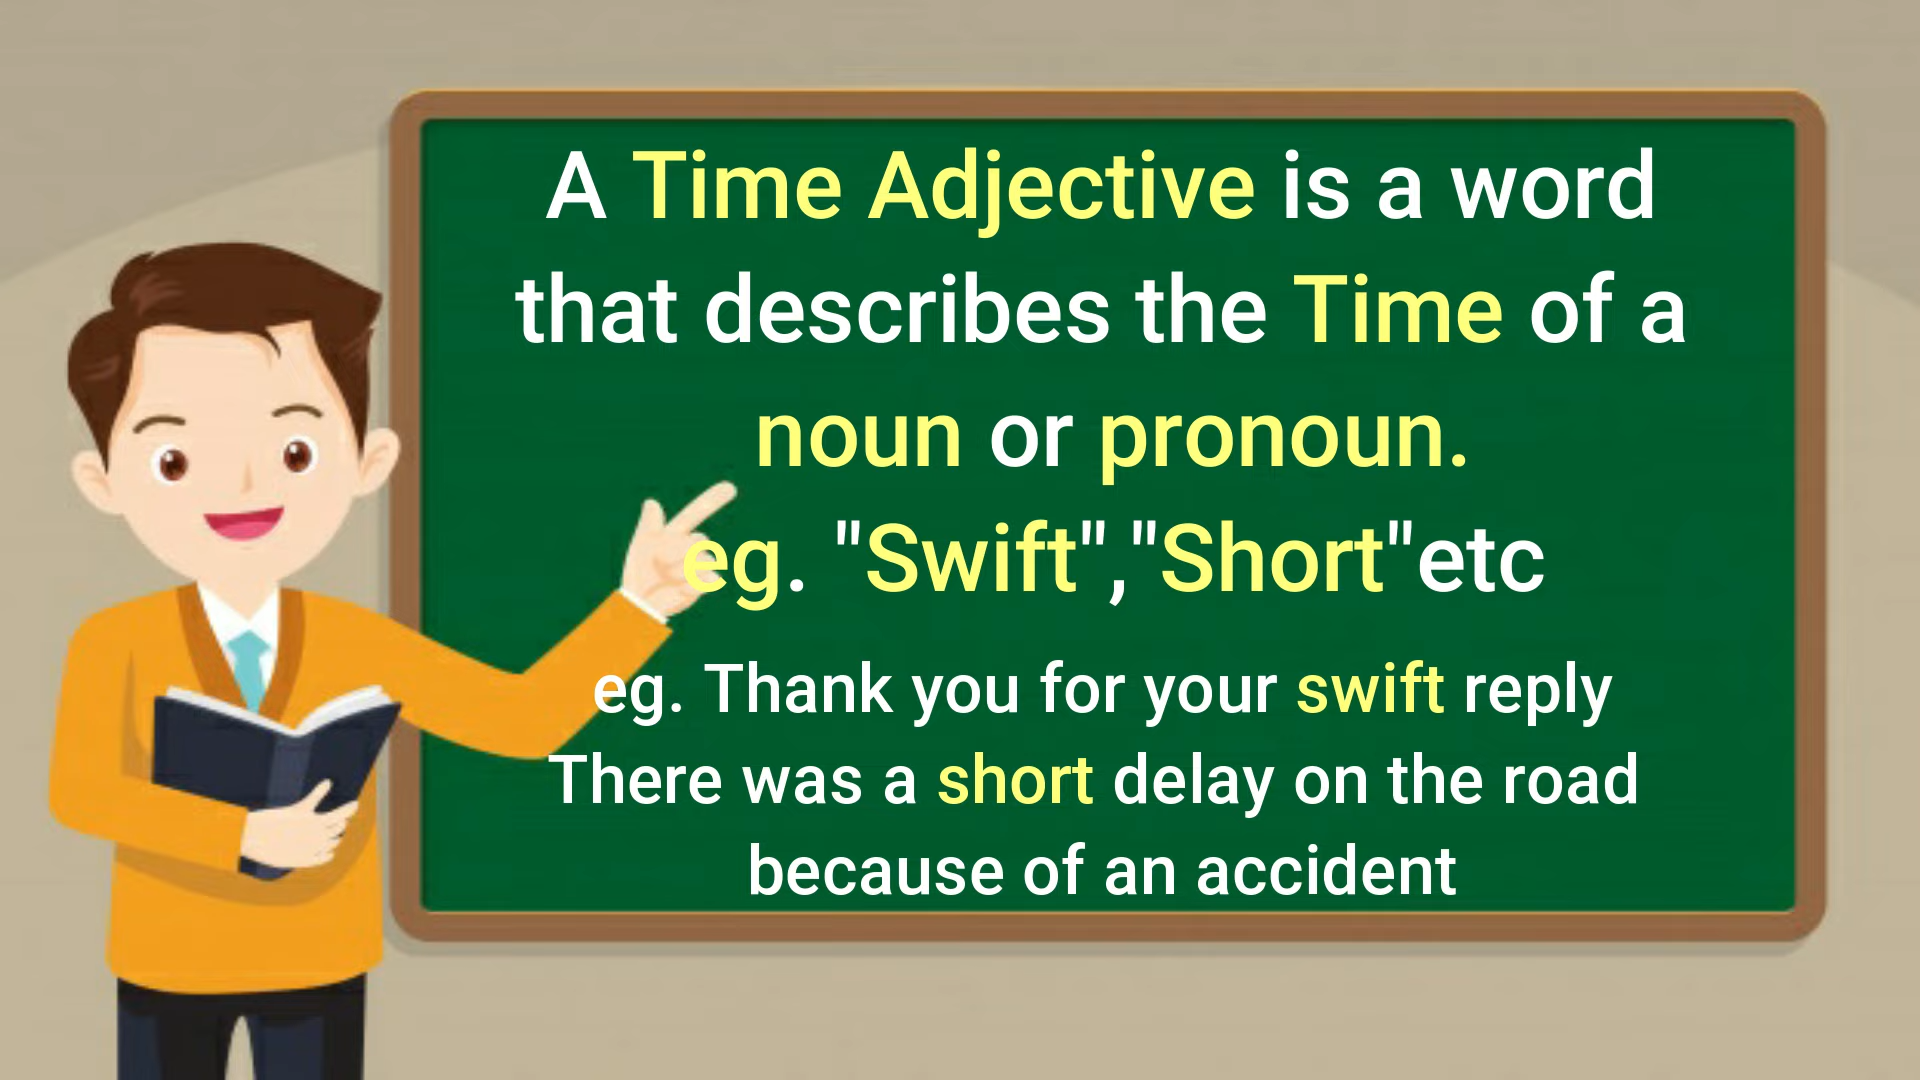 A Time Adjective is a word
that describes the Time of a
noun or pronoun.
eg. "Swift","Short"etc
eg. Thank you for your swift reply
There was a short delay on the road
because of an accident